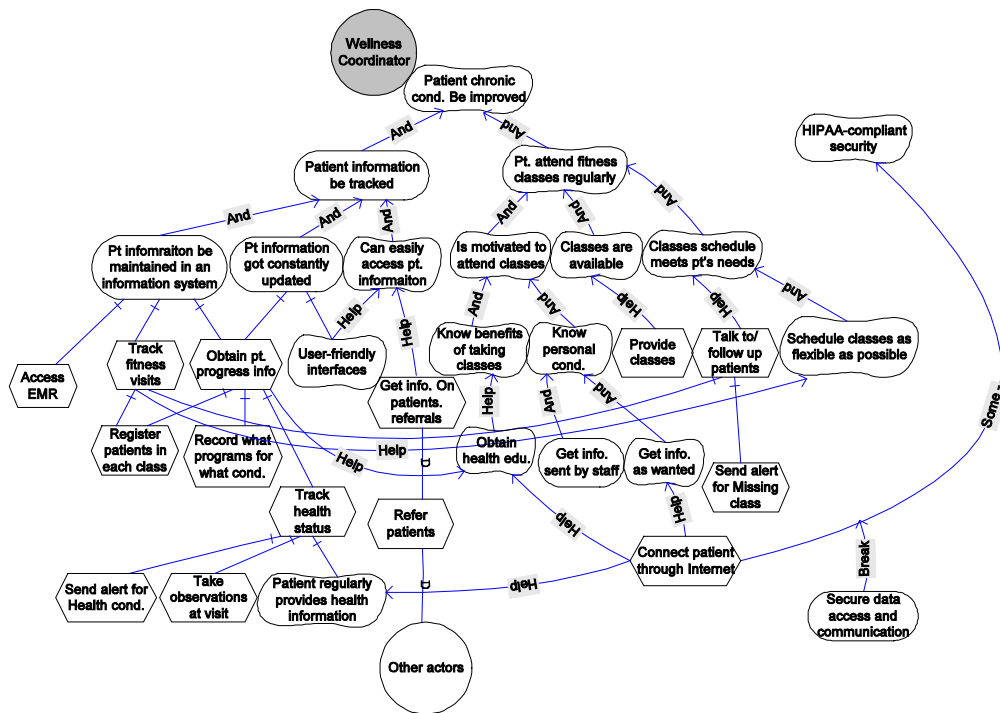 Wellness
Coordinator
Patient chronic
cond. Be improved
And
And
HIPAA-compliant
security
Patient information
be tracked
Pt. attend fitness
classes regularly
And
And
And
And
And
And
Pt infomraiton be
maintained in an
information system
Pt information
got constantly
updated
Can easily
access pt.
informaiton
Is motivated to
attend classes
Classes are
available
Classes schedule
meets pt's needs
Help
Help
And
And
Help
Help
And
Track
fitness
visits
Obtain pt.
progress info
User-friendly
interfaces
Know benefits
of taking
classes
Know
personal
cond.
Provide
classes
Talk to/
follow up
patients
Schedule classes as
flexible as possible
Access
EMR
Get info. On
patients.
referrals
Help
And
And
Some -
Register
patients in
each class
Record what
programs for
what cond.
Help
Help
D
Obtain
health edu.
Get info.
sent by staff
Get info.
as wanted
Send alert
for Missing
class
Track
health
status
Refer
patients
Help
Help
Connect patient
through Internet
Break
Send alert for
Health cond.
Take
observations
at visit
Patient regularly
provides health
information
D
Help
Secure data
access and
communication
Other actors